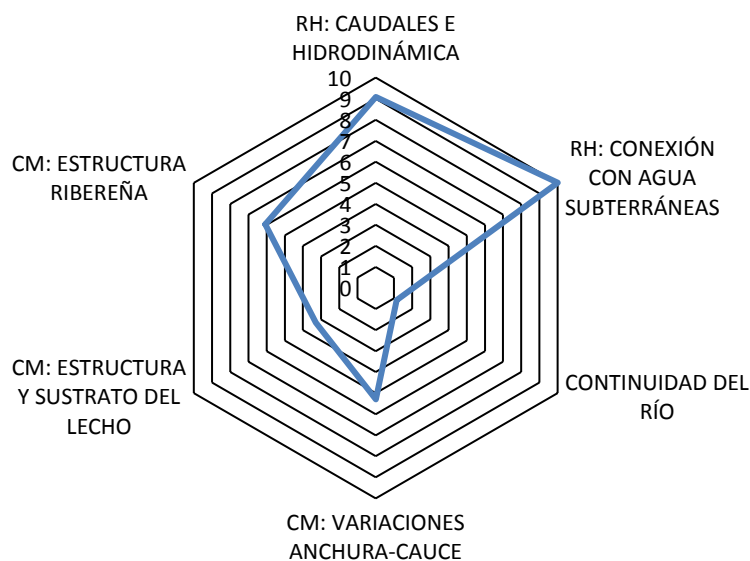 RH: CAUDALES E
HIDRODINÁMICA
10
9
8
7
6
5
4
3
2
1
0
RH: CONEXIÓN
CON AGUA
SUBTERRÁNEAS
CONTINUIDAD DEL
RÍO
CM: VARIACIONES
ANCHURA-CAUCE
CM: ESTRUCTURA
Y SUSTRATO DEL
LECHO
CM: ESTRUCTURA
RIBEREÑA